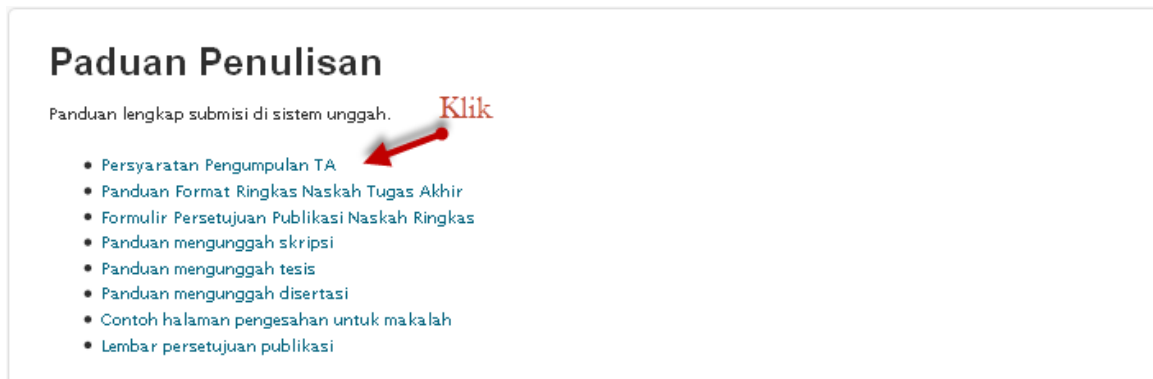 Paduan Penulisan
Panduan lengkap submisi di sistem unggah.
Klik
Persyaratan Pengumpulan TA
Panduan Format Ringkas Naskah Tugas Akhir
Formulir Persetujuan Publikasi Naskah Ringkas
Panduan mengunggah skripsi
Panduan mengunggah tesis
Panduan mengunggah disertasi
Contoh halaman pengesahan untuk makalah
Lembar persetujuan publikasi